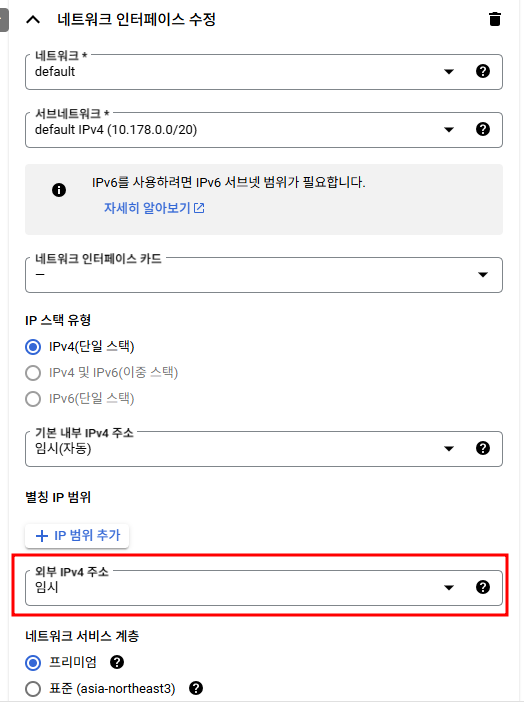 네트워크 인터페이스 수정
네트워크 *
default
서브네트워크 *
default IPv4 (10.178.0.0/20)
IPv6를 사용하려면 IPv6 서브넷 범위가 필요합니다.
자세히 알아보기
네트워크 인터페이스 카드
—
IP 스택 유형
IPv4(단일 스택)
IPv4 및 IPv6(이중 스택)
IPv6(단일 스택)
기본 내부 IPv4 주소
임시(자동)
별칭 IP 범위
+ IP 범위 추가
외부 IPv4 주소
임시
네트워크 서비스 계층
프리미엄
표준 (asia-northeast3)